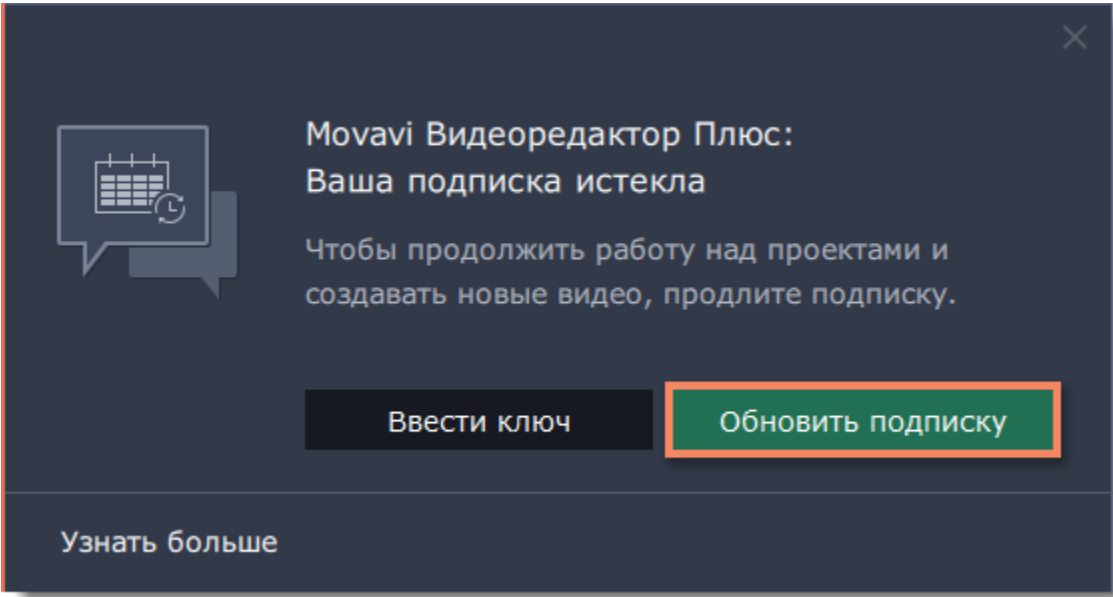 Movavi Видеоредактор Плюс:
Ваша подписка истекла
Чтобы продолжить работу над проектами и
создавать новые видео, продлите подписку.
Ввести ключ
Обновить подписку
Узнать больше